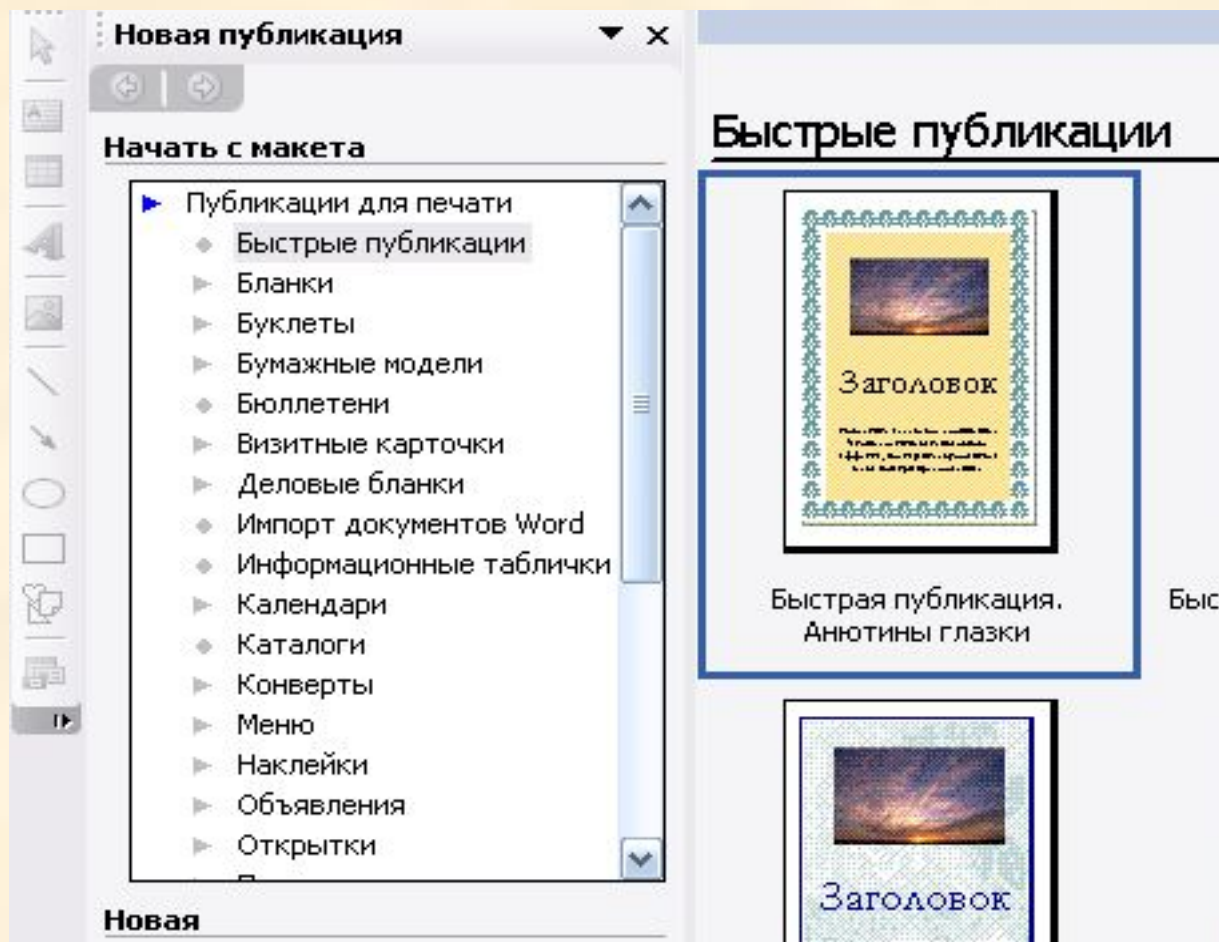 Новая публикация
Начать с макета
Публикации для печати
Быстрые публикации
Бланки
Буклеты
Бумажные модели
Бюллетени
Визитные карточки
Деловые бланки
Импорт документов Word
Информационные таблички
Календари
Каталоги
Конверты
Меню
Наклейки
Объявления
Открытки
Новая
Быстрые публикации
Заголовок
Быстрая публикация.
Анютины глазки
Быс
Заголовок